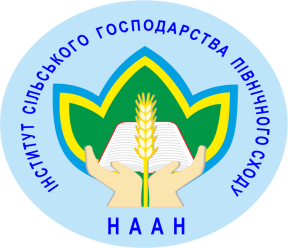 ІНСТИТУТ СІЛЬСЬКОГО ГОСПОДАРСТВА ПІВНІЧНОГО СХОДУ
НААН